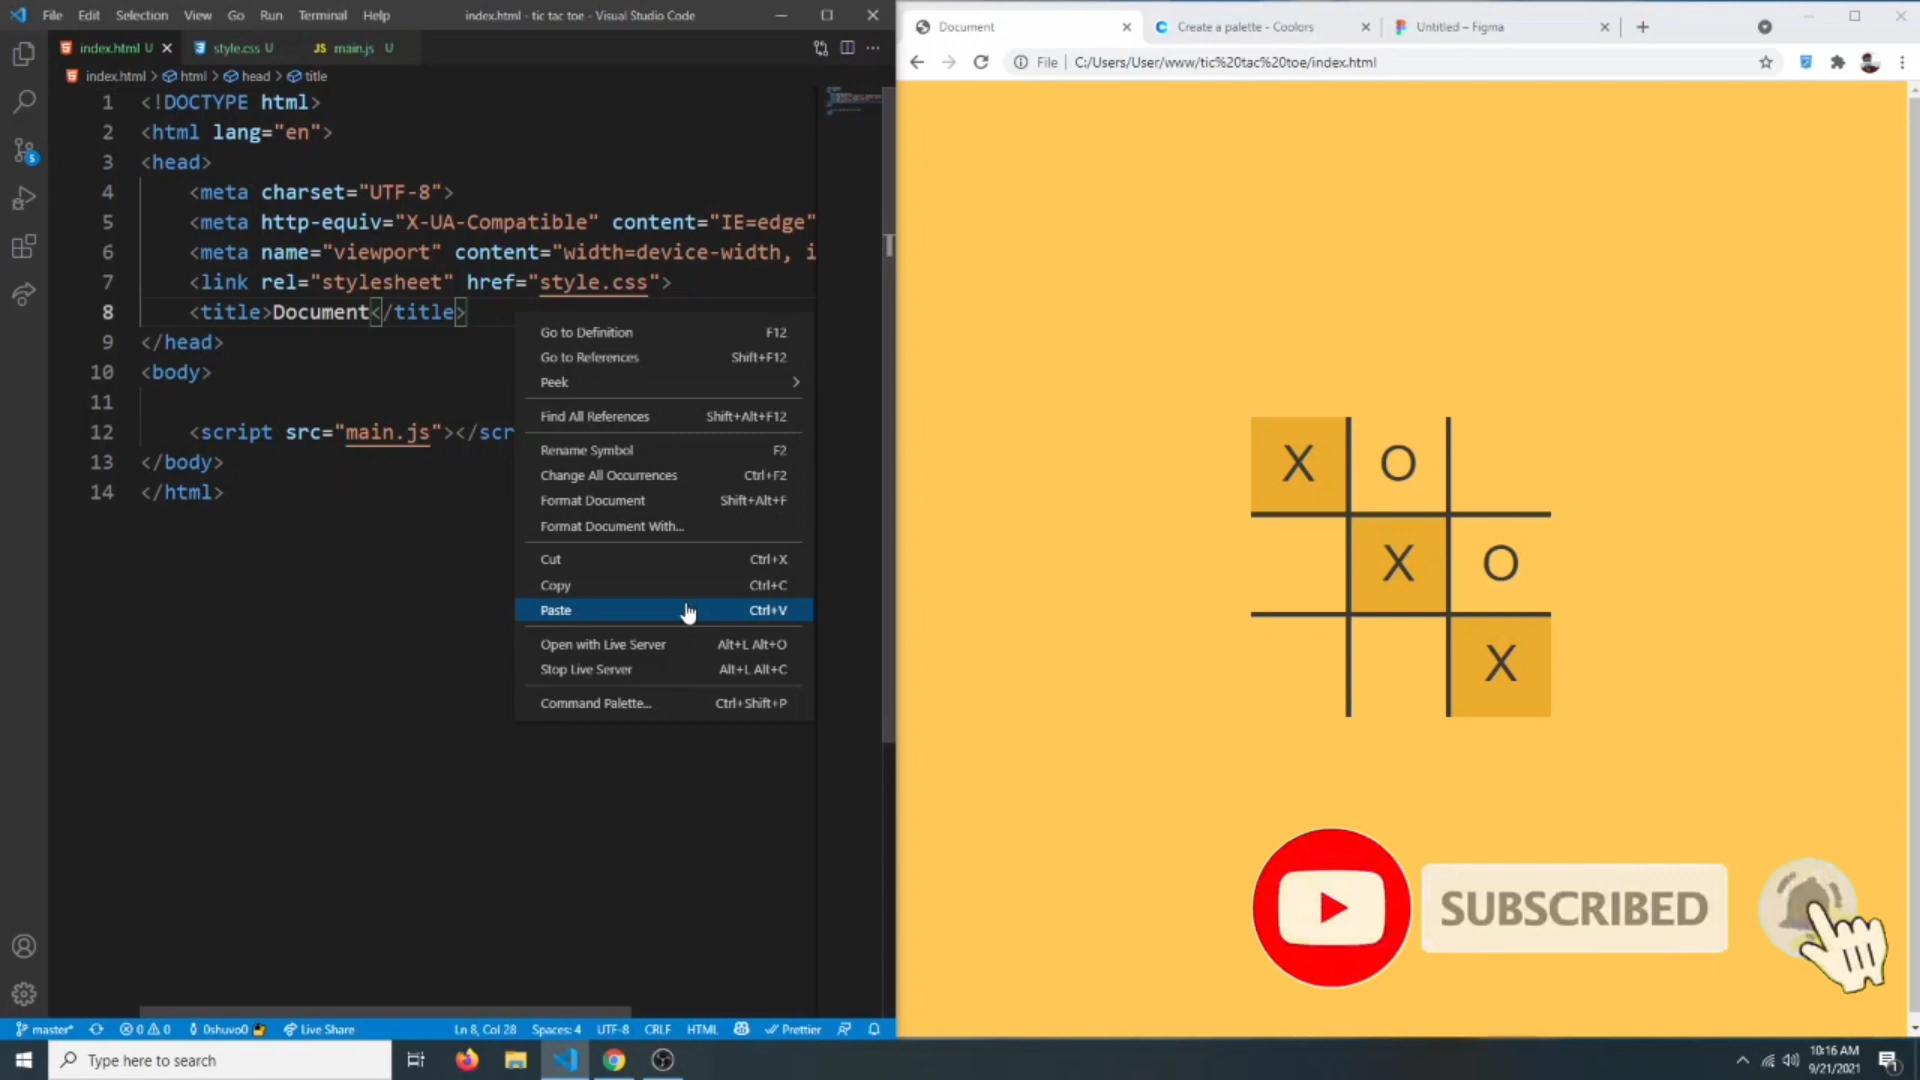 File Edit Selection View Go Run Terminal Help index.html - tic tac toe - Visual Studio Code
index.html U style.css U JS main.js U
index.html > html > head > title
1 <!DOCTYPE html>
2 <html lang="en">
3 <head>
4 <meta charset="UTF-8">
5 <meta http-equiv="X-UA-Compatible" content="IE=edge"
6 <meta name="viewport" content="width=device-width, i
7 <link rel="stylesheet" href="style.css">
8 <title>Document</title>
9 </head>
10 <body>
11
12 <script src="main.js"></scr
13 </body>
14 </html>
Go to Definition F12
Go to References Shift+F12
Peek
Find All References Shift+Alt+F12
Rename Symbol F2
Change All Occurrences Ctrl+F2
Format Document Shift+Alt+F
Format Document With...
Cut Ctrl+X
Copy Ctrl+C
Paste Ctrl+V
Open with Live Server Alt+L Alt+O
Stop Live Server Alt+L Alt+C
Command Palette... Ctrl+Shift+P
5
master* 0 0 0shuvo0 Live Share Ln 8, Col 28 Spaces: 4 UTF-8 CRLF HTML Prettier
Document Create a palette - Coolors Untitled – Figma
File C:/Users/User/www/tic%20tac%20toe/index.html
X O
X O
X
SUBSCRIBED
Type here to search
10:16 AM
9/21/2021
1